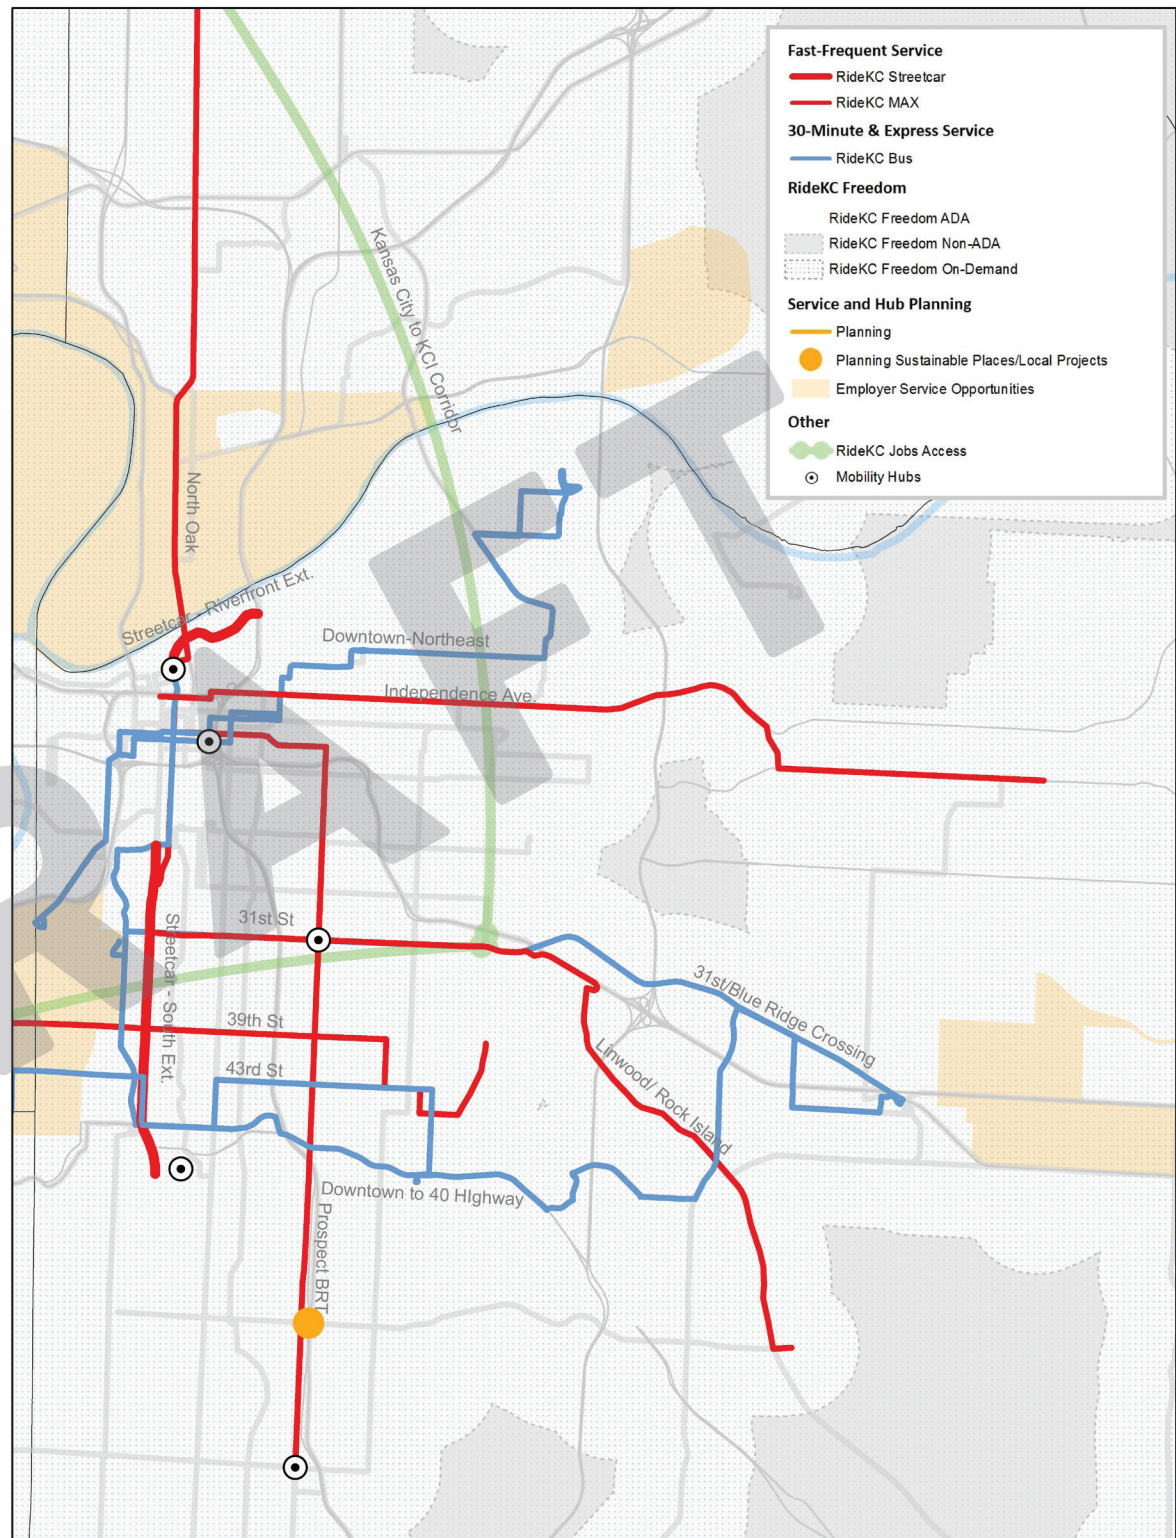 Fast-Frequent Service
RideKC Streetcar
RideKC MAX
30-Minute & Express Service
RideKC Bus
RideKC Freedom
RideKC Freedom ADA
RideKC Freedom Non-ADA
RideKC Freedom On-Demand
Service and Hub Planning
Planning
Planning Sustainable Places/Local Projects
Employer Service Opportunities
Other
RideKC Jobs Access
Mobility Hubs
Kansas City to KCI Corridor
North Oak
Streetcar - Riverfront Ext.
Downtown-Northeast
Independence Ave.
31st St
Streetcar - South Ext.
39th St
43rd St
31st/Blue Ridge Crossing
Linwood/ Rock Island
Downtown to 40 HIghway
Prospect BRT
DRAFT